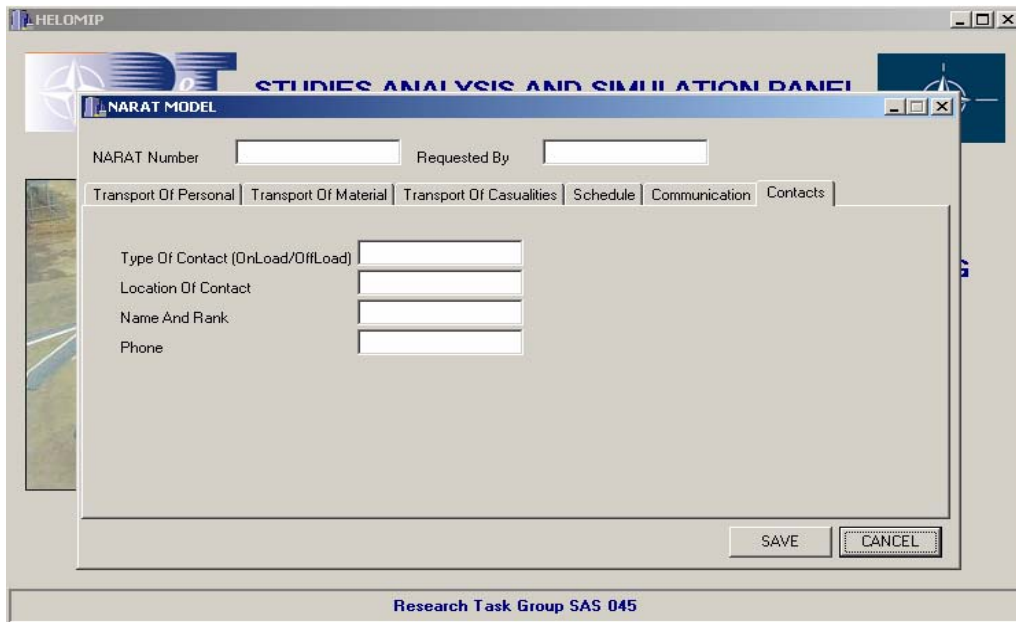 HELOMIP
R&T
STUDIES ANALYSIS AND SIMULATION PANEL
NARAT MODEL
NARAT Number Requested By
Transport Of Personal Transport Of Material Transport Of Casualities Schedule Communication Contacts
G
Type Of Contact (OnLoad/OffLoad)
Location Of Contact
Name And Rank
Phone
SAVE CANCEL
Research Task Group SAS 045